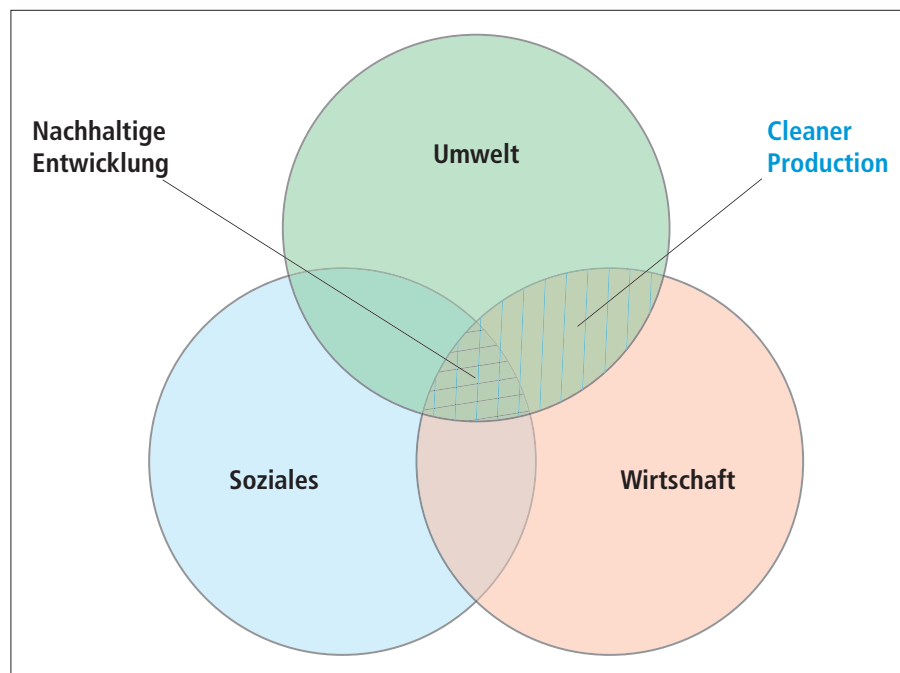 Nachhaltige
Entwicklung
Umwelt
Cleaner
Production
Soziales
Wirtschaft